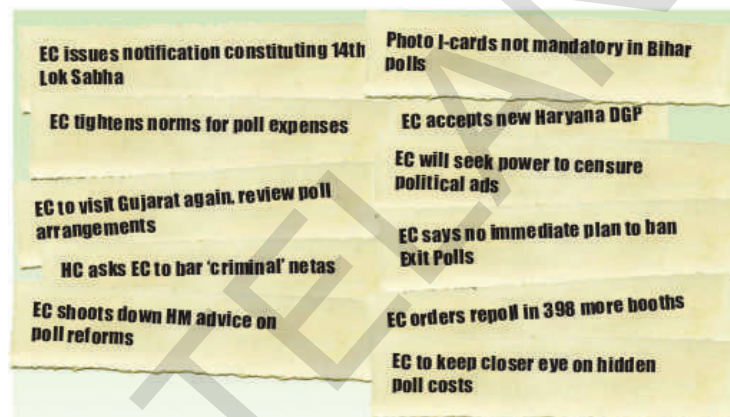 EC issues notification constituting 14th
Lok Sabha
EC tightens norms for poll expenses
EC to visit Gujarat again. review poll
arrangements
HC asks EC to bar ‘criminal’ netas
EC shoots down HM advice on
poll reforms
Photo I-cards not mandatory in Bihar
polls
EC accepts new Haryana DGP
EC will seek power to censure
political ads
EC says no immediate plan to ban
Exit Polls
EC orders repoll in 398 more booths
EC to keep closer eye on hidden
poll costs